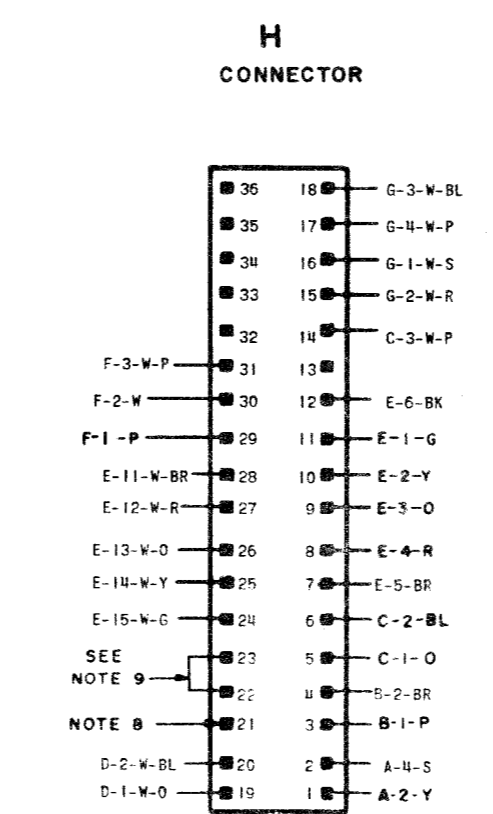 H
CONNECTOR
36 18 G-3-W-BL
35 17 G-4-W-P
34 16 G-1-W-S
33 15 G-2-W-R
32 14 C-3-W-P
F-3-W-P 31 13
F-2-W 30 12 E-6-BK
F-1-P 29 11 E-1-G
E-11-W-BR 28 10 E-2-Y
E-12-W-R 27 9 E-3-O
E-13-W-O 26 8 E-4-R
E-14-W-Y 25 7 E-5-BR
E-15-W-G 24 6 C-2-BL
SEE 23 5 C-1-O
NOTE 9 22 4 B-2-BR
NOTE 8 21 3 B-1-P
D-2-W-BL 20 2 A-4-S
D-1-W-O 19 1 A-2-Y